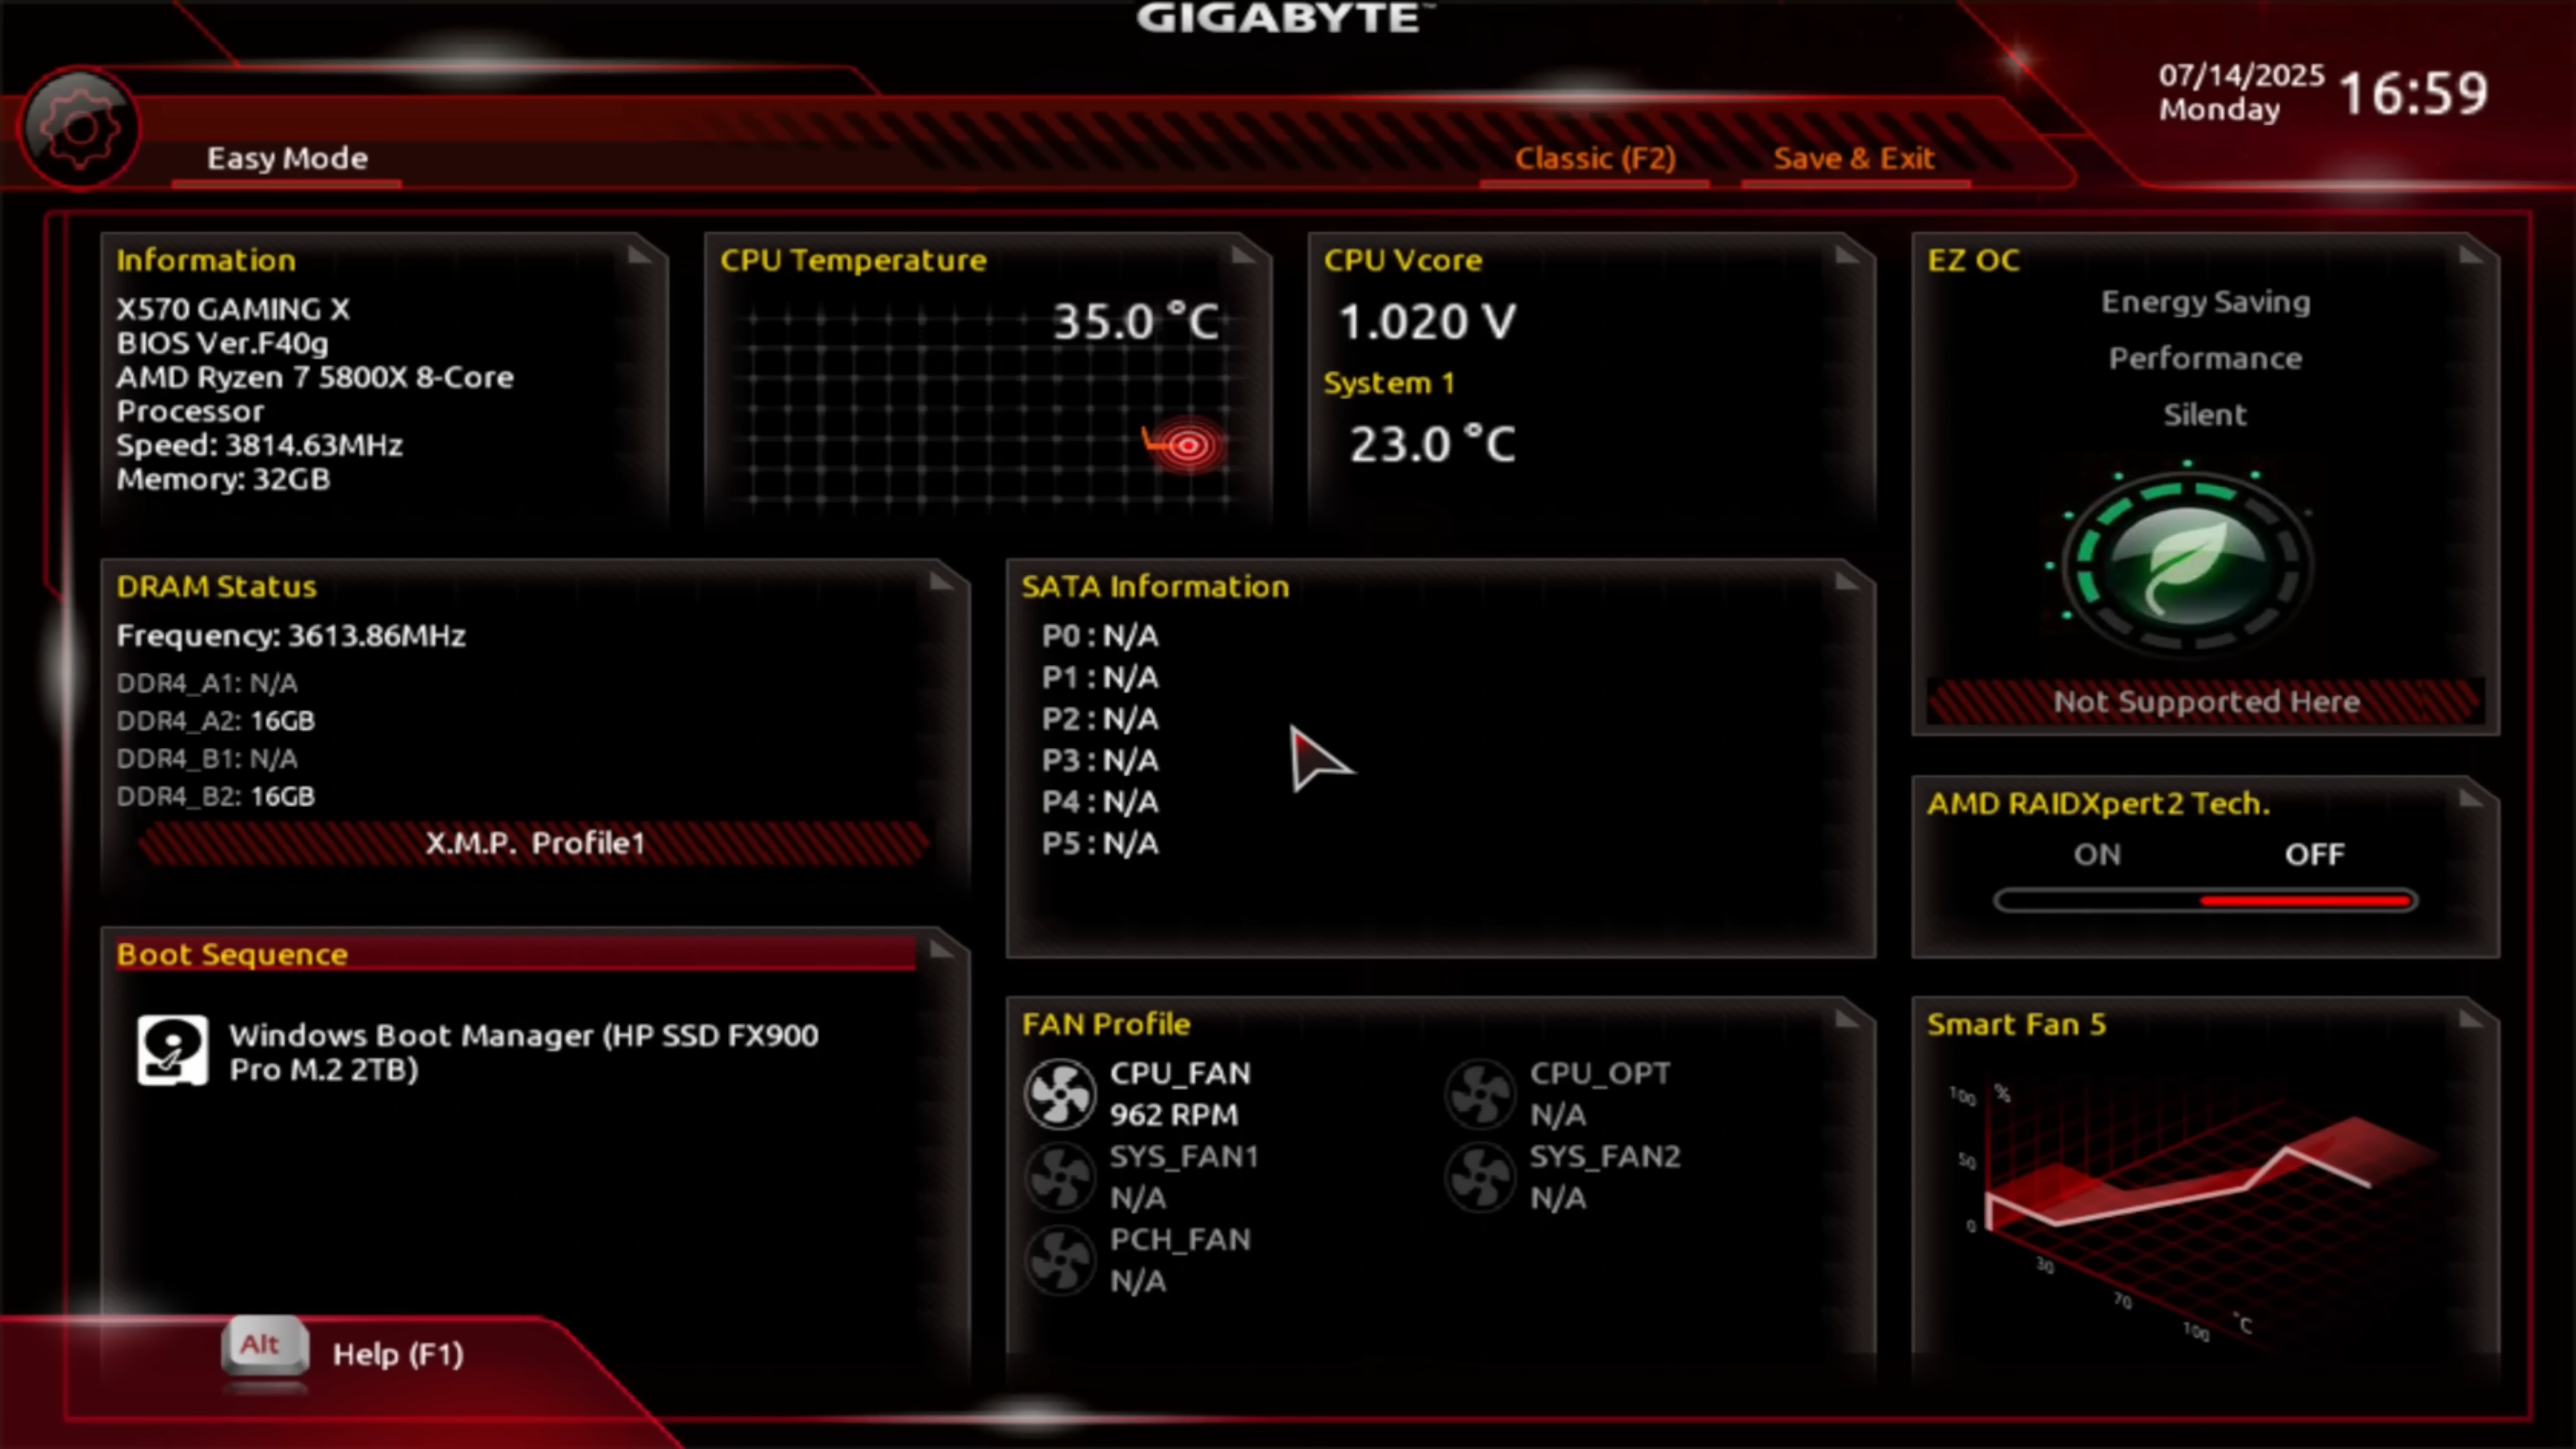 GIGABYTE™
07/14/2025
Monday
16:59
Easy Mode
Classic (F2)
Save & Exit
Information
X570 GAMING X
BIOS Ver.F40g
AMD Ryzen 7 5800X 8-Core
Processor
Speed: 3814.63MHz
Memory: 32GB
CPU Temperature
35.0 °C
CPU Vcore
1.020 V
System 1
23.0 °C
EZ OC
Energy Saving
Performance
Silent
Not Supported Here
DRAM Status
Frequency: 3613.86MHz
DDR4_A1: N/A
DDR4_A2: 16GB
DDR4_B1: N/A
DDR4_B2: 16GB
X.M.P. Profile1
SATA Information
P0 : N/A
P1 : N/A
P2 : N/A
P3 : N/A
P4 : N/A
P5 : N/A
AMD RAIDXpert2 Tech.
ON OFF
Boot Sequence
Windows Boot Manager (HP SSD FX900
Pro M.2 2TB)
FAN Profile
CPU_FAN
962 RPM
CPU_OPT
N/A
SYS_FAN1
N/A
SYS_FAN2
N/A
PCH_FAN
N/A
Smart Fan 5
100 %
50
0
30
70
100
°C
Alt
Help (F1)